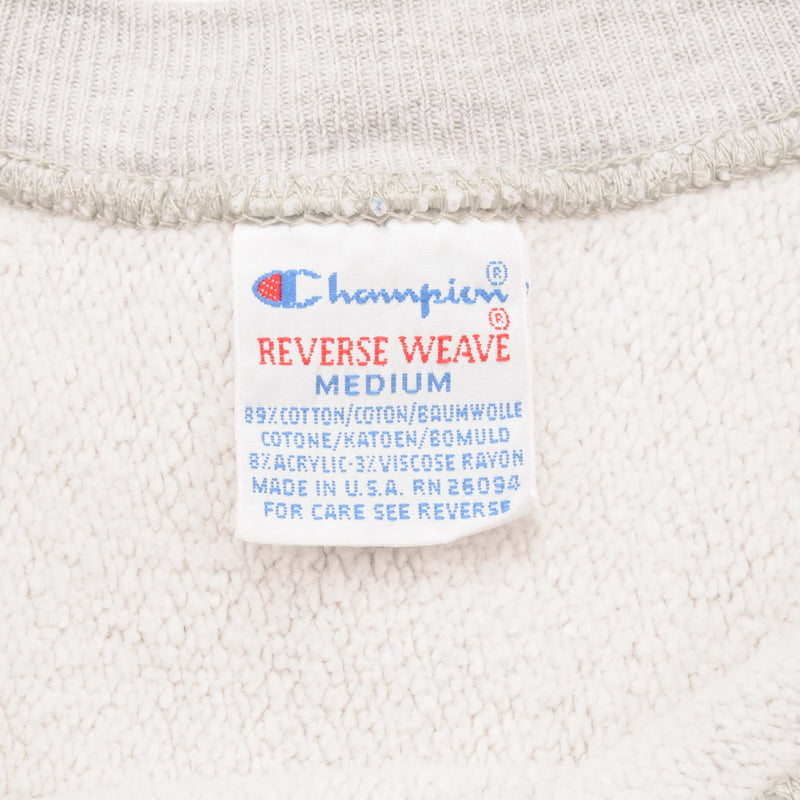 Champion®
REVERSE WEAVE®
MEDIUM
89% COTTON/COTON/BAUMWOLLE
COTONE/KATOEN/BOMULD
8% ACRYLIC-3% VISCOSE RAYON
MADE IN U.S.A. RN 26094
FOR CARE SEE REVERSE